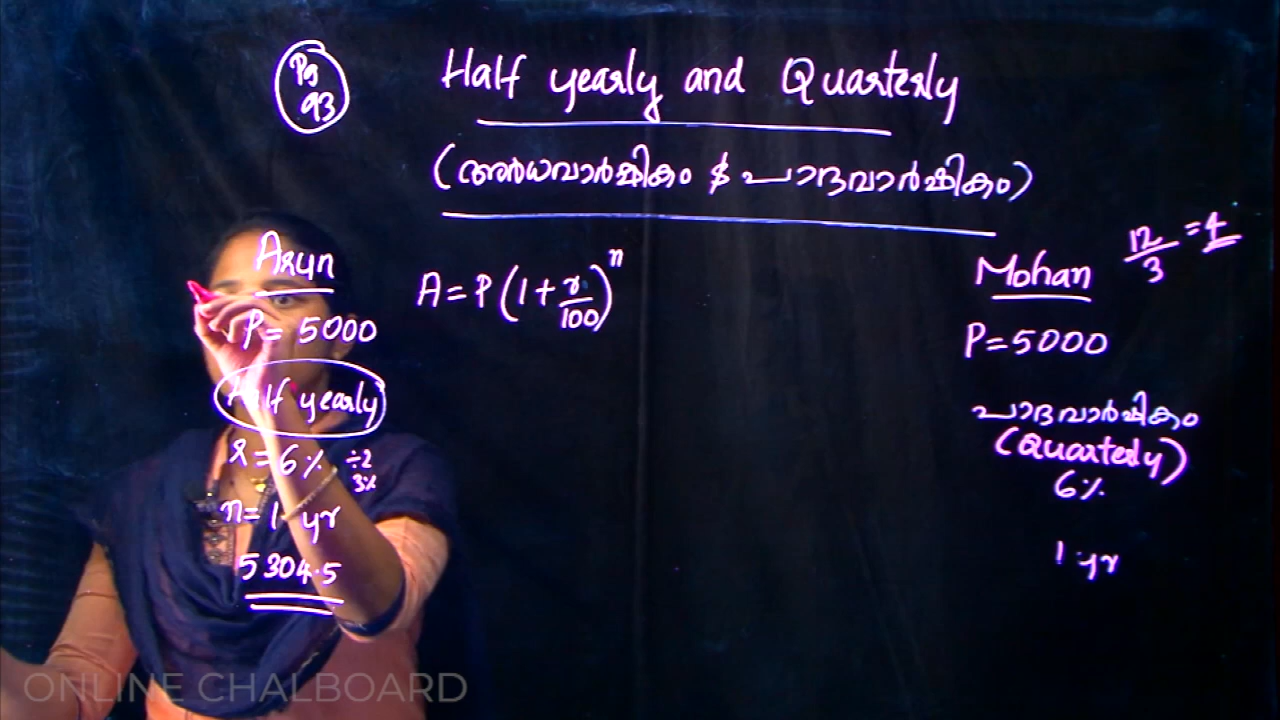 Pg 93
Half yearly and Quarterly
(അർധവാർഷികം & പാദവാർഷികം)
Arun
P = 5000
Half yearly
r = 6% ÷2
3%
n = 1 yr
5304.5
A = P(1 + r/100)^n
12/3 = 4
Mohan
P = 5000
പാദവാർഷികം
(Quarterly)
6%
1 yr
ONLINE CHALBOARD